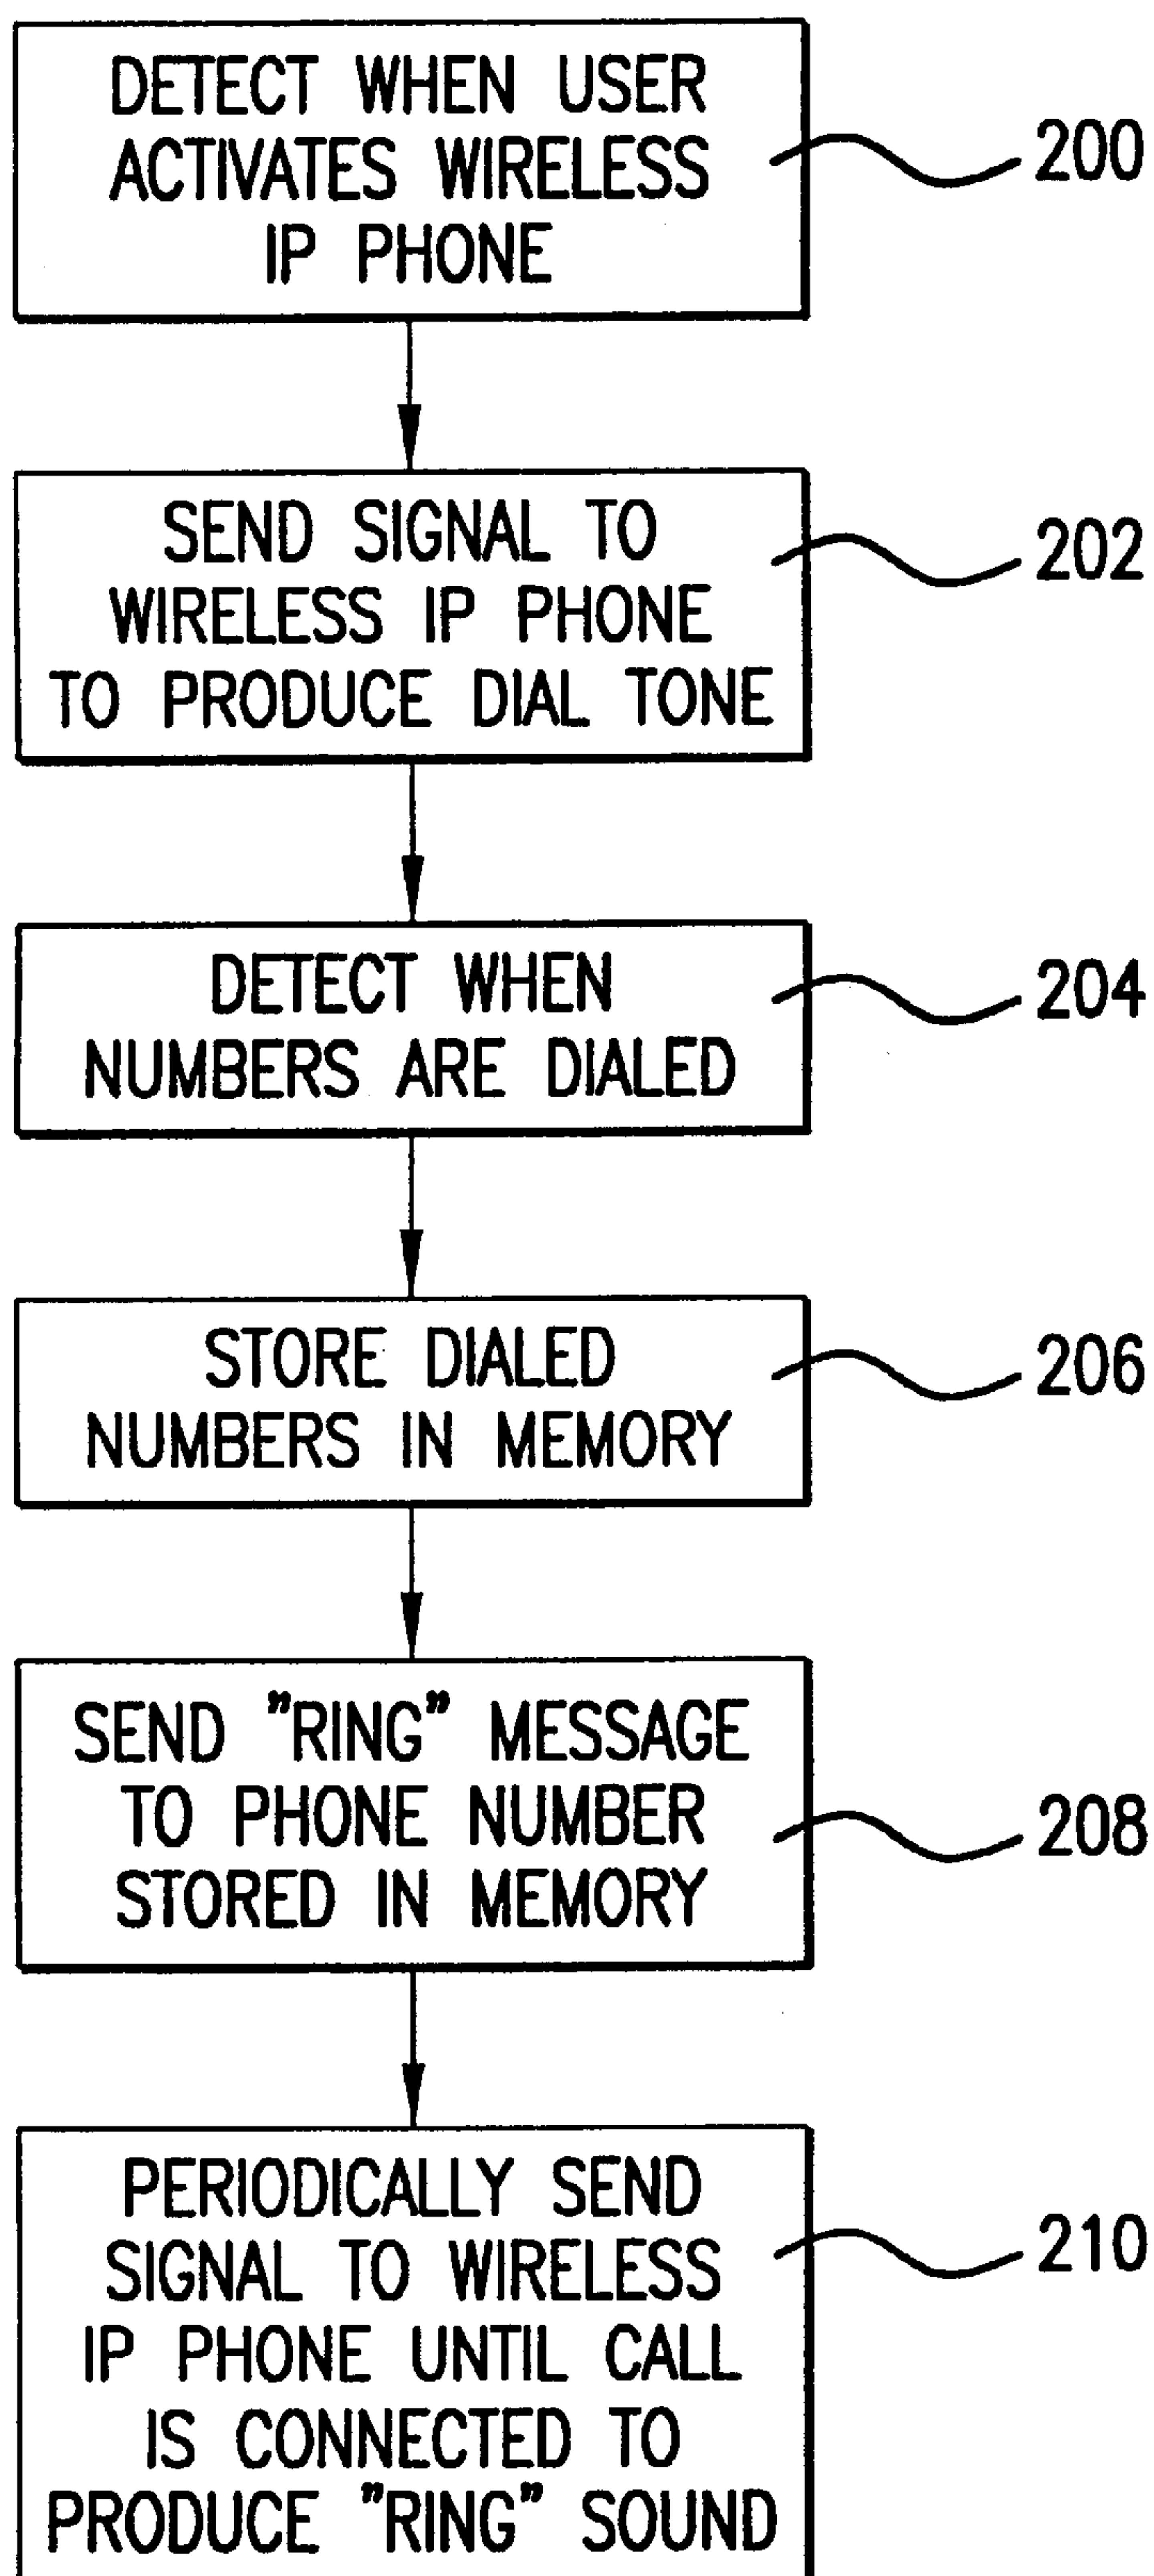 DETECT WHEN USER
ACTIVATES WIRELESS
IP PHONE
200
SEND SIGNAL TO
WIRELESS IP PHONE
TO PRODUCE DIAL TONE
202
DETECT WHEN
NUMBERS ARE DIALED
204
STORE DIALED
NUMBERS IN MEMORY
206
SEND "RING" MESSAGE
TO PHONE NUMBER
STORED IN MEMORY
208
PERIODICALLY SEND
SIGNAL TO WIRELESS
IP PHONE UNTIL CALL
IS CONNECTED TO
PRODUCE "RING" SOUND
210